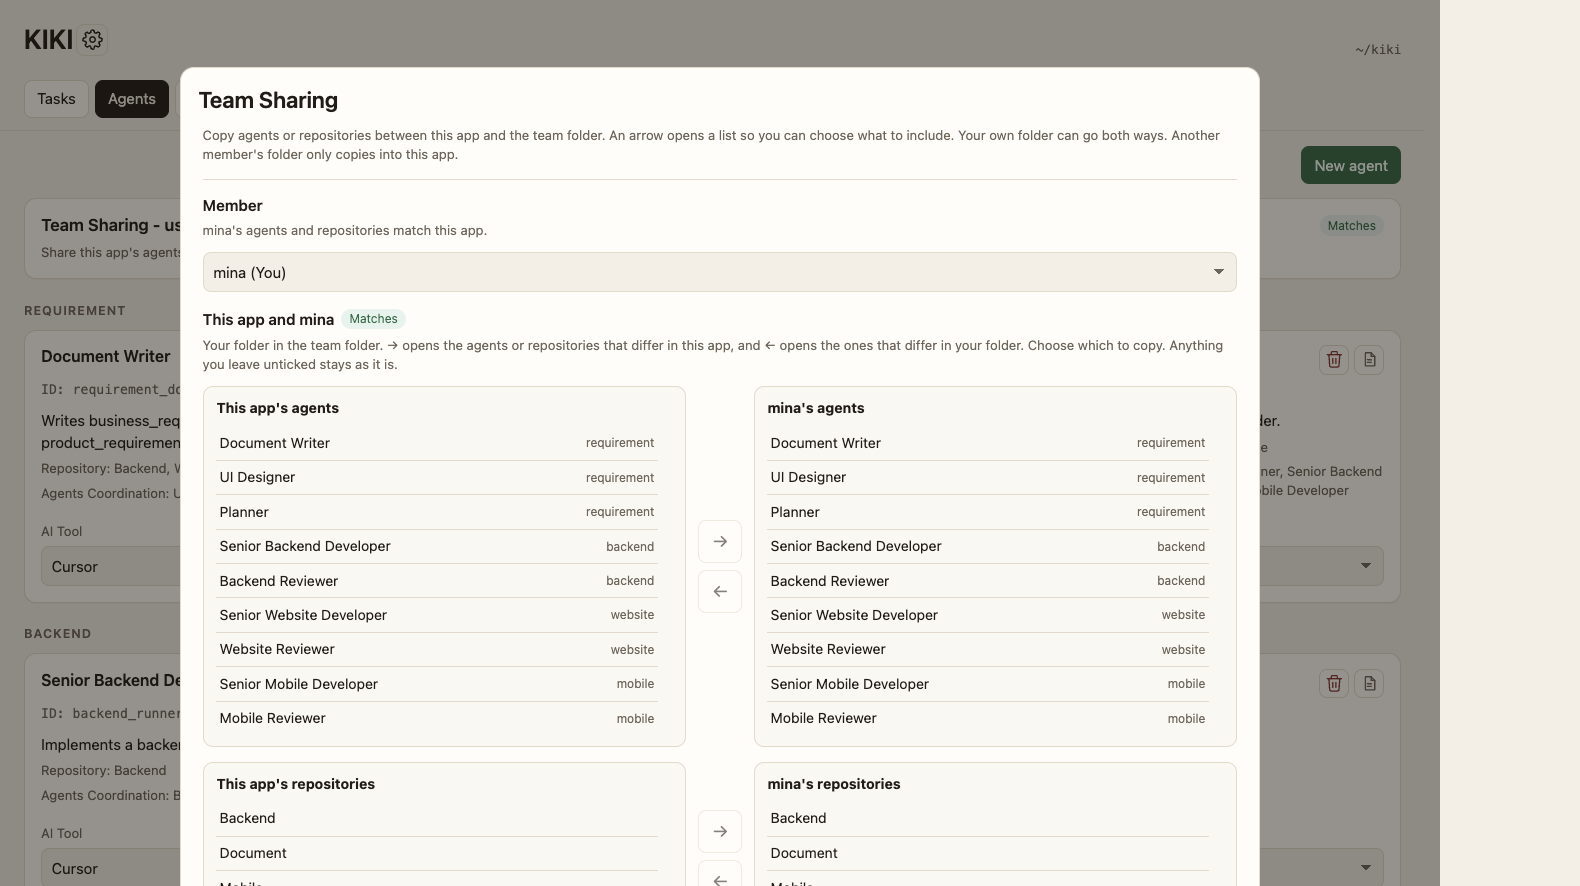 KIKI
~/kiki
Tasks
Agents
New agent
Team Sharing - us
Share this app's agents
Matches
REQUIREMENT
Document Writer
ID: requirement_do
Writes business_req
product_requiremen
Repository: Backend, W
Agents Coordination: U
AI Tool
Cursor
der.
e
ner, Senior Backend
bile Developer
BACKEND
Senior Backend De
ID: backend_runner
Implements a backen
Repository: Backend
Agents Coordination: B
AI Tool
Cursor
Team Sharing
Copy agents or repositories between this app and the team folder. An arrow opens a list so you can choose what to include. Your own folder can go both ways. Another
member's folder only copies into this app.
Member
mina's agents and repositories match this app.
mina (You)
This app and mina Matches
Your folder in the team folder. → opens the agents or repositories that differ in this app, and ← opens the ones that differ in your folder. Choose which to copy. Anything
you leave unticked stays as it is.
This app's agents
Document Writer requirement
UI Designer requirement
Planner requirement
Senior Backend Developer backend
Backend Reviewer backend
Senior Website Developer website
Website Reviewer website
Senior Mobile Developer mobile
Mobile Reviewer mobile
→
←
mina's agents
Document Writer requirement
UI Designer requirement
Planner requirement
Senior Backend Developer backend
Backend Reviewer backend
Senior Website Developer website
Website Reviewer website
Senior Mobile Developer mobile
Mobile Reviewer mobile
This app's repositories
Backend
Document
Mobile
→
←
mina's repositories
Backend
Document
Mobile